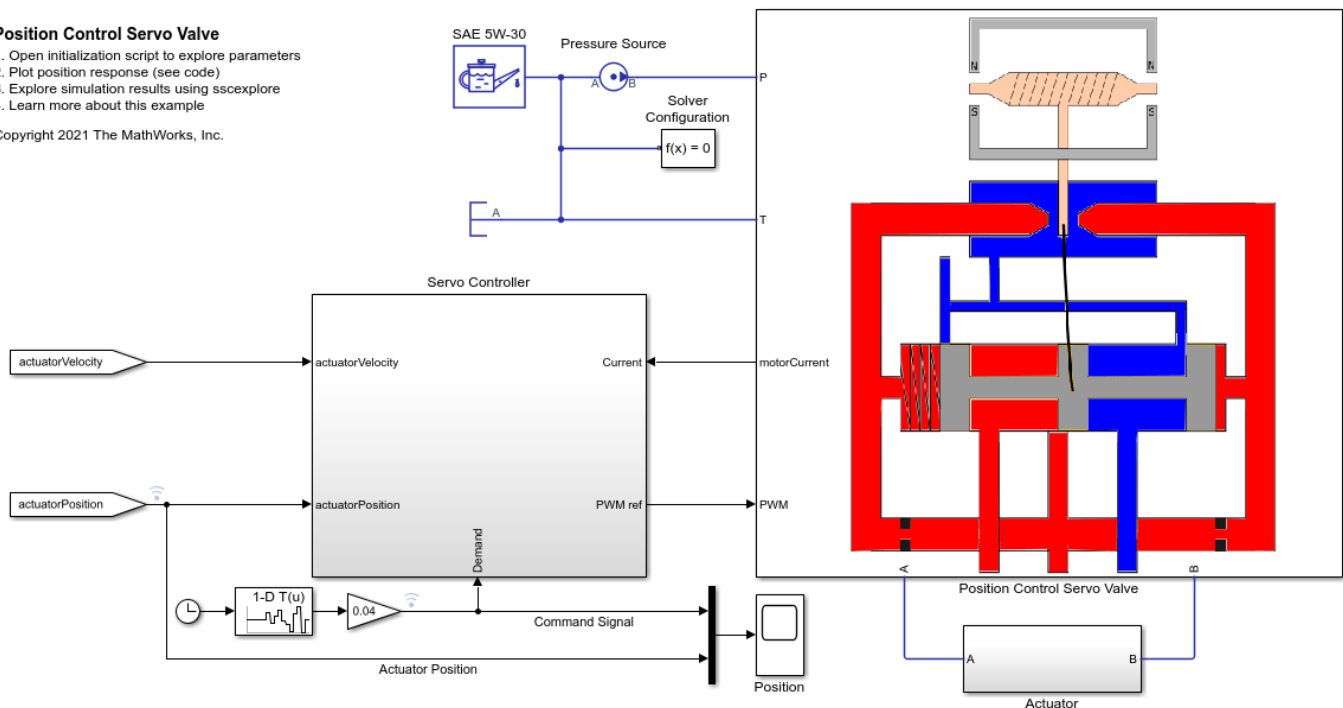 Position Control Servo Valve
. Open initialization script to explore parameters
. Plot position response (see code)
. Explore simulation results using sscexplore
. Learn more about this example
Copyright 2021 The MathWorks, Inc.
SAE 5W-30
Pressure Source
A
B
P
Solver
Configuration
f(x) = 0
A
T
N
N
S
S
Servo Controller
actuatorVelocity
actuatorVelocity
Current
motorCurrent
actuatorPosition
actuatorPosition
PWM ref
PWM
Demand
A
B
Position Control Servo Valve
1-D T(u)
0.04
Command Signal
Actuator Position
Position
A
B
Actuator